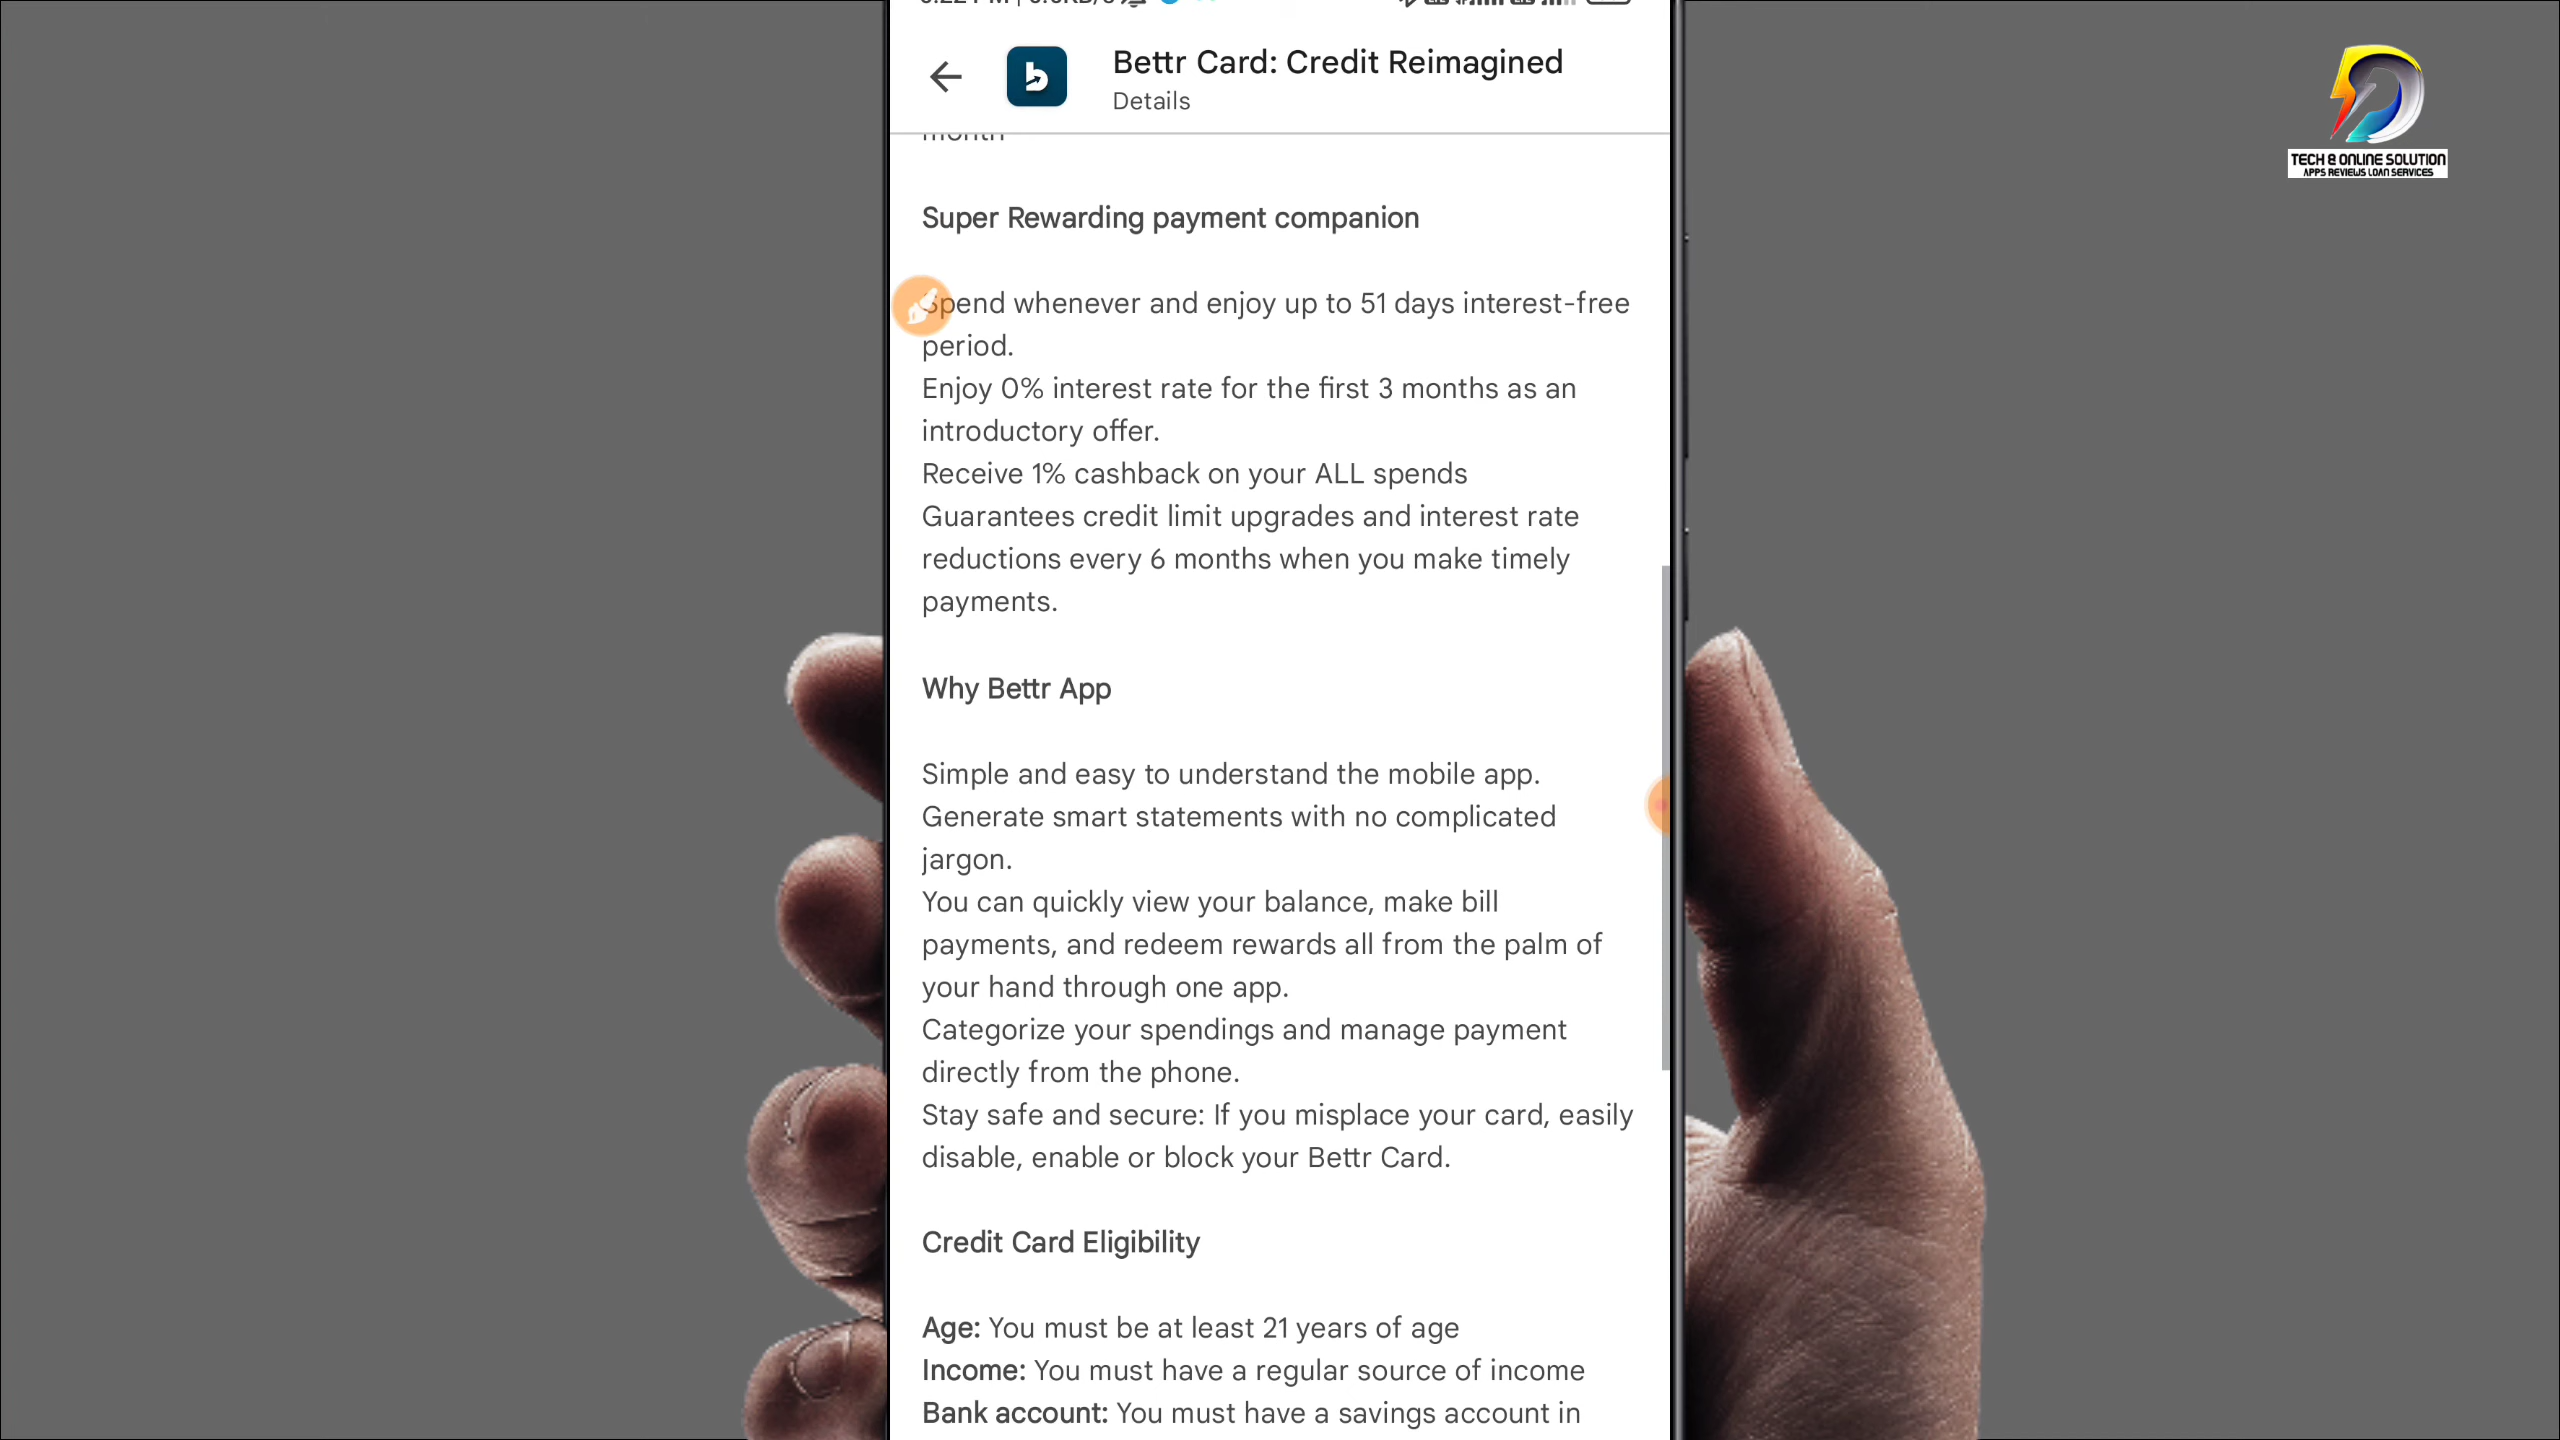 Bettr Card: Credit Reimagined
Details
month
TECH & ONLINE SOLUTION
APPS REVIEWS LOAN SERVICES
Super Rewarding payment companion
Spend whenever and enjoy up to 51 days interest-free
period.
Enjoy 0% interest rate for the first 3 months as an
introductory offer.
Receive 1% cashback on your ALL spends
Guarantees credit limit upgrades and interest rate
reductions every 6 months when you make timely
payments.
Why Bettr App
Simple and easy to understand the mobile app.
Generate smart statements with no complicated
jargon.
You can quickly view your balance, make bill
payments, and redeem rewards all from the palm of
your hand through one app.
Categorize your spendings and manage payment
directly from the phone.
Stay safe and secure: If you misplace your card, easily
disable, enable or block your Bettr Card.
Credit Card Eligibility
Age: You must be at least 21 years of age
Income: You must have a regular source of income
Bank account: You must have a savings account in